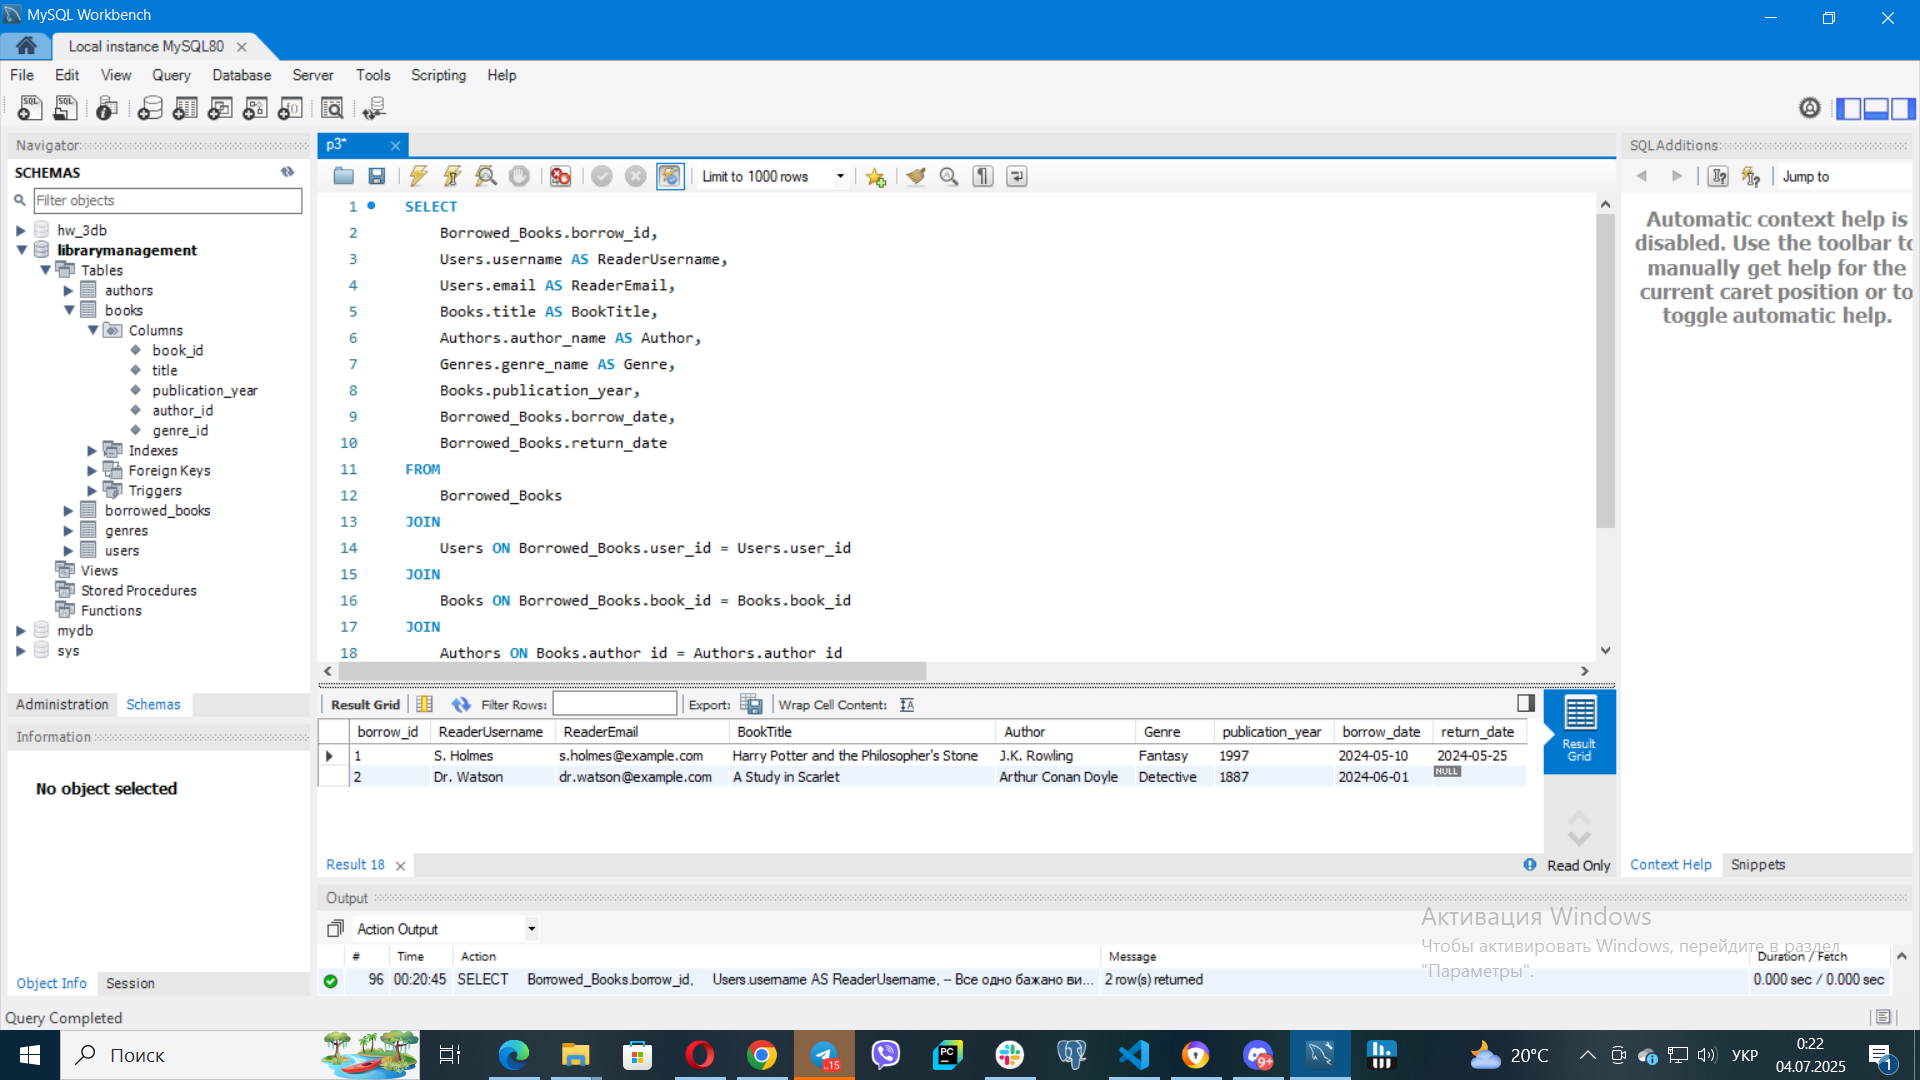 MySQL Workbench
Local instance MySQL80
File Edit View Query Database Server Tools Scripting Help
Navigator
SCHEMAS
Filter objects
hw_3db
librarymanagement
Tables
authors
books
Columns
book_id
title
publication_year
author_id
genre_id
Indexes
Foreign Keys
Triggers
borrowed_books
genres
users
Views
Stored Procedures
Functions
mydb
sys
Administration Schemas
Information
No object selected
Object Info Session
Query Completed
p3*
Limit to 1000 rows
1 SELECT
2 Borrowed_Books.borrow_id,
3 Users.username AS ReaderUsername,
4 Users.email AS ReaderEmail,
5 Books.title AS BookTitle,
6 Authors.author_name AS Author,
7 Genres.genre_name AS Genre,
8 Books.publication_year,
9 Borrowed_Books.borrow_date,
10 Borrowed_Books.return_date
11 FROM
12 Borrowed_Books
13 JOIN
14 Users ON Borrowed_Books.user_id = Users.user_id
15 JOIN
16 Books ON Borrowed_Books.book_id = Books.book_id
17 JOIN
18 Authors ON Books.author_id = Authors.author_id
Result Grid Filter Rows: Export: Wrap Cell Content:
borrow_id ReaderUsername ReaderEmail BookTitle Author Genre publication_year borrow_date return_date
1 S. Holmes s.holmes@example.com Harry Potter and the Philosopher's Stone J.K. Rowling Fantasy 1997 2024-05-10 2024-05-25
2 Dr. Watson dr.watson@example.com A Study in Scarlet Arthur Conan Doyle Detective 1887 2024-06-01 NULL
Result
Grid
Result 18
Read Only
SQLAdditions
Jump to
Automatic context help is
disabled. Use the toolbar to
manually get help for the
current caret position or to
toggle automatic help.
Context Help Snippets
Output
Action Output
# Time Action Message Duration / Fetch
96 00:20:45 SELECT Borrowed_Books.borrow_id, Users.username AS ReaderUsername, -- Все одно бажано ви... 2 row(s) returned 0.000 sec / 0.000 sec
Активация Windows
Чтобы активировать Windows, перейдите в раздел
"Параметры".
Поиск
..15
PC
9+
20°C
УКР
0:22
04.07.2025
1